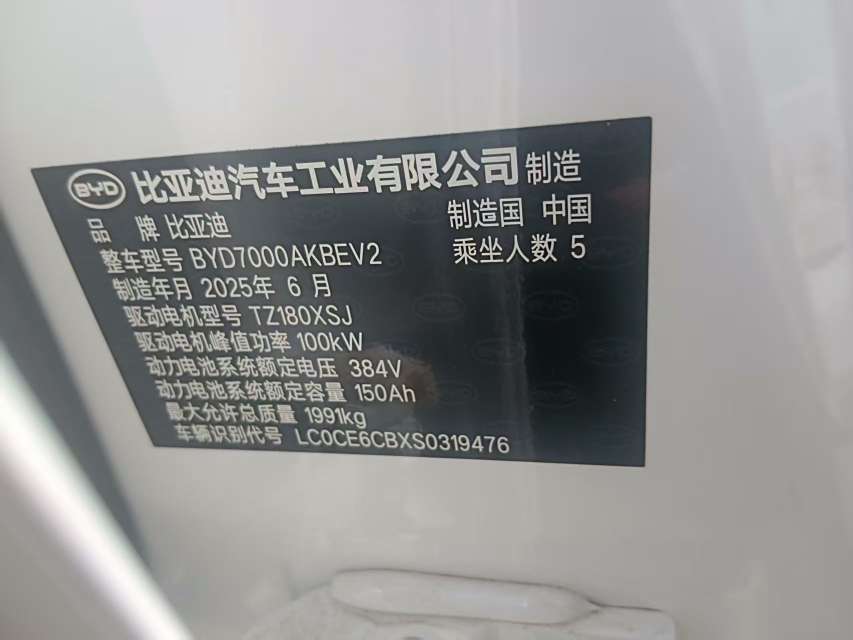 BYD 比亚迪汽车工业有限公司 制造
品 牌 比亚迪 制造国 中国
整车型号 BYD7000AKBEV2 乘坐人数 5
制造年月 2025年 6 月
驱动电机型号 TZ180XSJ
驱动电机峰值功率 100kW
动力电池系统额定电压 384V
动力电池系统额定容量 150Ah
最大允许总质量 1991kg
车辆识别代号 LC0CE6CBXS0319476